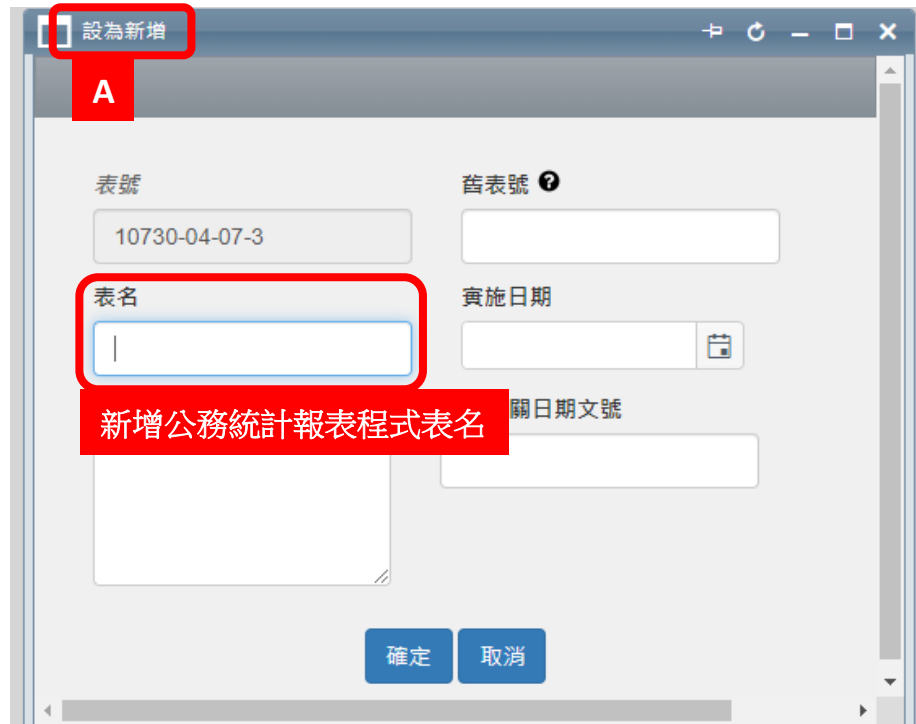 設為新增
A
表號
舊表號 ?
10730-04-07-3
表名
實施日期
新增公務統計報表程式表名
關日期文號
確定
取消